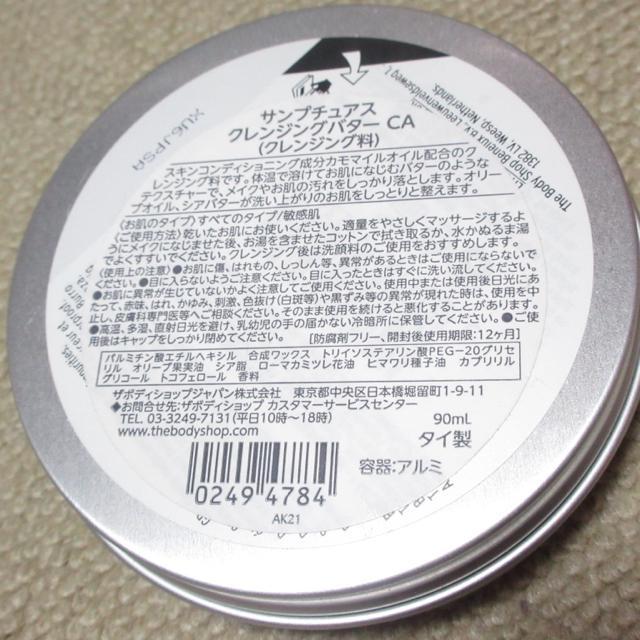 サンプチュアス
クレンジングバター CA
(クレンジング料)
スキンコンディショニング成分カモマイルオイル配合のク
レンジング料です。体温で溶けてお肌になじむバターのような
テクスチャーで、メイクやお肌の汚れをしっかり落とします。オリー
ブオイル、シアバターが洗い上がりのお肌をしっとりと整えます。
(お肌のタイプ)すべてのタイプ/敏感肌
(ご使用方法)乾いたお肌にお使いください。適量をやさしくマッサージするよ
うにメイクになじませた後、お湯を含ませたコットンで拭き取るか、水かぬるま湯
でよくすすいでください。クレンジング後は洗顔料のご使用をおすすめします。
(使用上の注意)●お肌に傷、はれもの、しっしん等、異常があるときはご使用にならないで
ください。●目に入らないようご注意ください。目に入ったときはすぐに洗い流してください。
●お肌に異常が生じていないかよく注意してご使用ください。使用中または使用後日光にあ
たって、赤み、はれ、かゆみ、刺激、色抜け(白斑等)や黒ずみ等の異常が現れた時は、使用を中
止し、皮膚科専門医等へご相談ください。そのまま使用を続けると悪化することがあります。
●高温、多湿、直射日光を避け、乳幼児の手の届かない冷暗所に保管してください。●ご使
用後はキャップをしっかり閉めてください。 [防腐剤フリー、開封後使用期限:12ヶ月]
パルミチン酸エチルヘキシル 合成ワックス トリイソステアリン酸PEG-20グリセ
リル オリーブ果実油 シア脂 ローマカミツレ花油 ヒマワリ種子油 カプリリル
グリコール トコフェロール 香料
ザボディショップジャパン株式会社 東京都中央区日本橋堀留町1-9-11
●お問合せ先:ザボディショップ カスタマーサービスセンター
TEL. 03-3249-7131(平日10時〜18時)
www.thebodyshop.com
90mL
タイ製
容器:アルミ
0249 4784
AK21
The Body Shop Benelux
1382 LV Weesp, Netherlands.